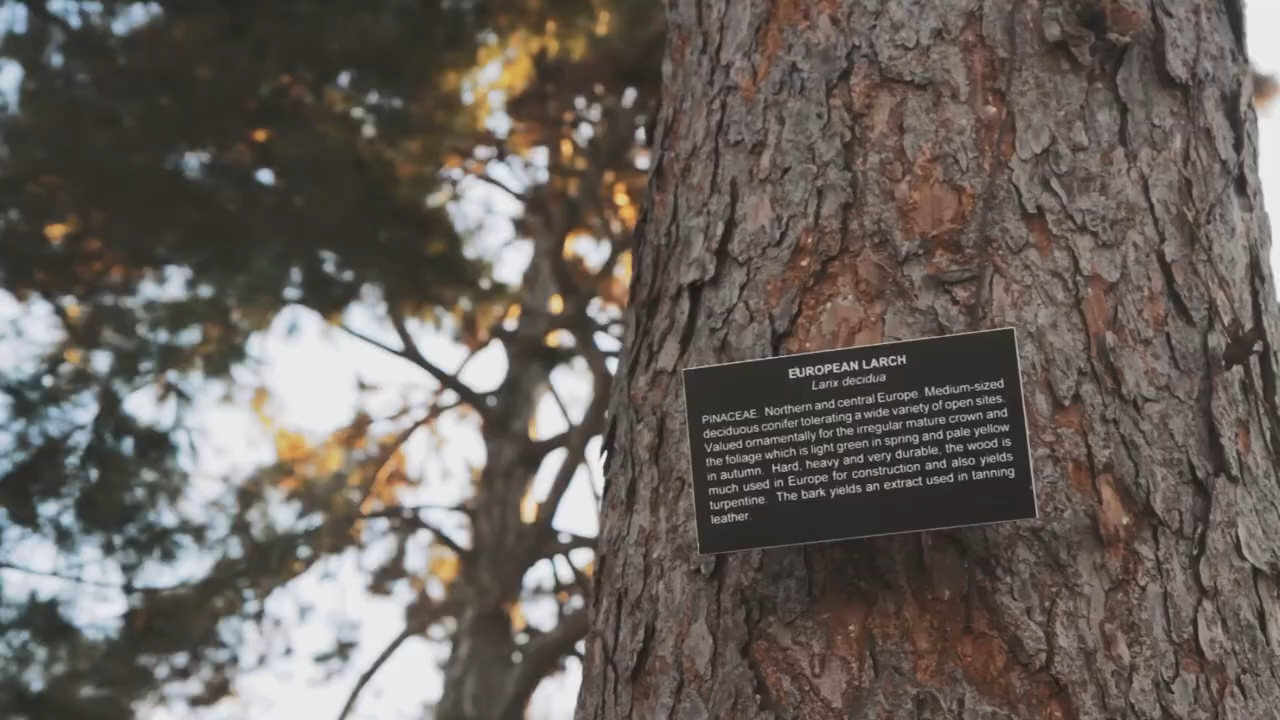 EUROPEAN LARCH
Larix decidua
PINACEAE. Northern and central Europe. Medium-sized
deciduous conifer tolerating a wide variety of open sites.
Valued ornamentally for the irregular mature crown and
the foliage which is light green in spring and pale yellow
in autumn. Hard, heavy and very durable, the wood is
much used in Europe for construction and also yields
turpentine. The bark yields an extract used in tanning
leather.